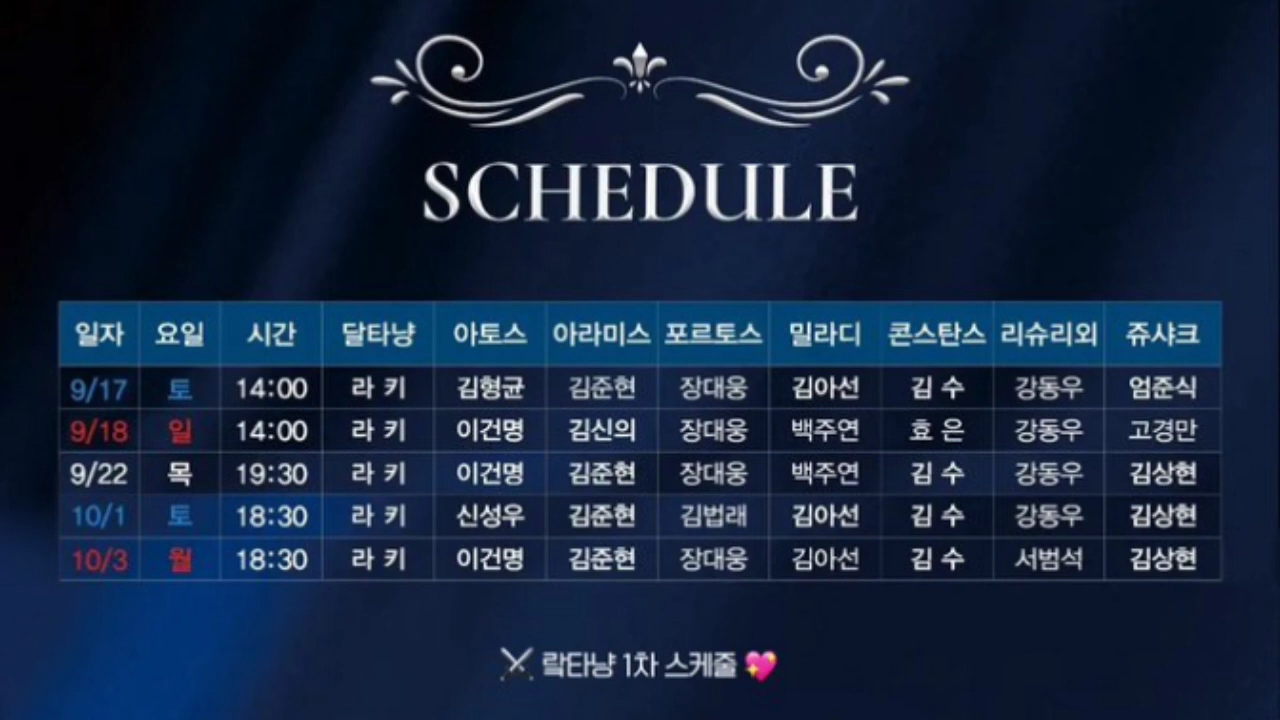 SCHEDULE
일자 요일 시간 달타냥 아토스 아라미스 포르토스 밀라디 콘스탄스 리슈리외 쥬샤크
9/17 토 14:00 라 키 김형균 김준현 장대웅 김아선 김 수 강동우 엄준식
9/18 일 14:00 라 키 이건명 김신의 장대웅 백주연 효 은 강동우 고경만
9/22 목 19:30 라 키 이건명 김준현 장대웅 백주연 김 수 강동우 김상현
10/1 토 18:30 라 키 신성우 김준현 김법래 김아선 김 수 강동우 김상현
10/3 월 18:30 라 키 이건명 김준현 장대웅 김아선 김 수 서범석 김상현
⚔ 락타냥 1차 스케줄 💖